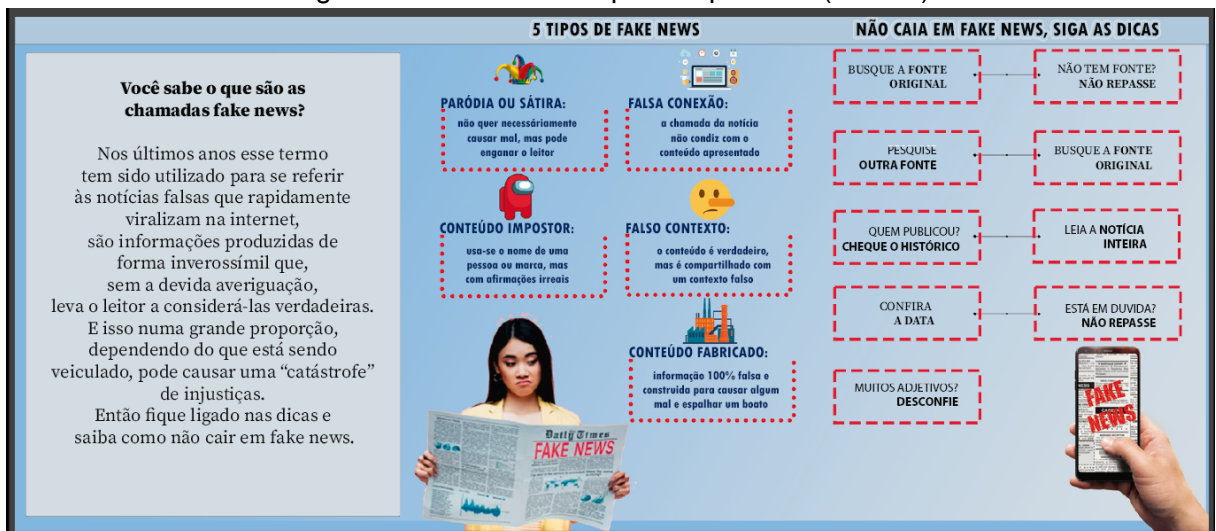 5 TIPOS DE FAKE NEWS
NÃO CAIA EM FAKE NEWS, SIGA AS DICAS
Você sabe o que são as
chamadas fake news?
Nos últimos anos esse termo
tem sido utilizado para se referir
às notícias falsas que rapidamente
viralizam na internet,
são informações produzidas de
forma inverossímil que,
sem a devida averiguação,
leva o leitor a considerá-las verdadeiras.
E isso numa grande proporção,
dependendo do que está sendo
veiculado, pode causar uma “catástrofe”
de injustiças.
Então fique ligado nas dicas e
saiba como não cair em fake news.
PARÓDIA OU SÁTIRA:
não quer necessáriamente
causar mal, mas pode
enganar o leitor
FALSA CONEXÃO:
a chamada da notícia
não condiz com o
conteúdo apresentado
CONTEÚDO IMPOSTOR:
usa-se o nome de uma
pessoa ou marca, mas
com afirmações irreais
FALSO CONTEXTO:
o conteúdo é verdadeiro,
mas é compartilhado com
um contexto falso
CONTEÚDO FABRICADO:
informação 100% falsa e
construida para causar algum
mal e espalhar um boato
Daily Times
FAKE NEWS
BUSQUE A FONTE
ORIGINAL
NÃO TEM FONTE?
NÃO REPASSE
PESQUISE
OUTRA FONTE
BUSQUE A FONTE
ORIGINAL
QUEM PUBLICOU?
CHEQUE O HISTÓRICO
LEIA A NOTÍCIA
INTEIRA
CONFIRA
A DATA
ESTÁ EM DUVIDA?
NÃO REPASSE
MUITOS ADJETIVOS?
DESCONFIE
FAKE
NEWS